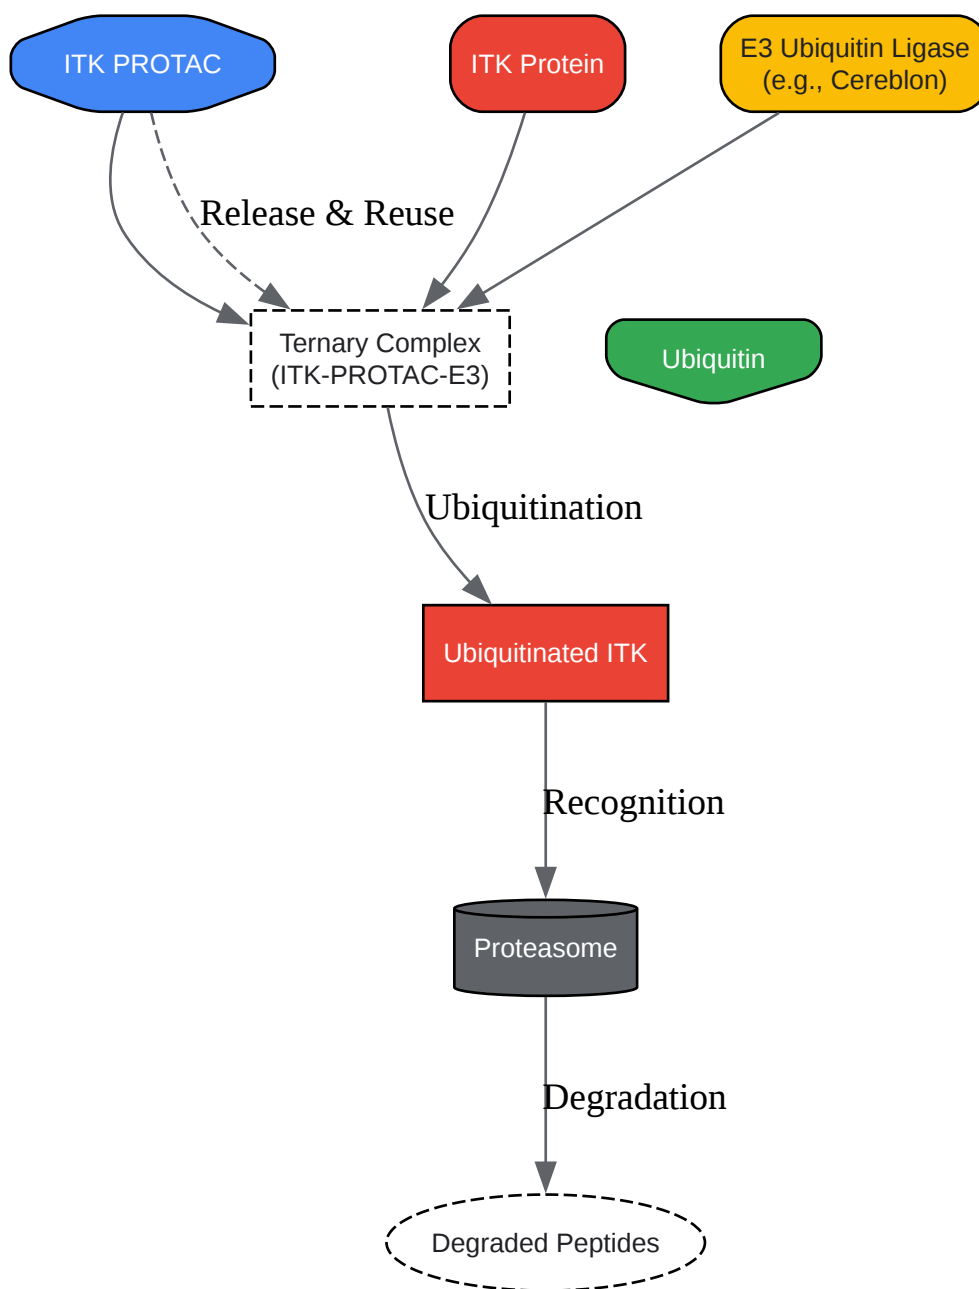 ITK PROTAC
ITK Protein
E3 Ubiquitin Ligase
(e.g., Cereblon)
Release & Reuse
Ternary Complex
(ITK-PROTAC-E3)
Ubiquitin
Ubiquitination
Ubiquitinated ITK
Recognition
Proteasome
Degradation
Degraded Peptides